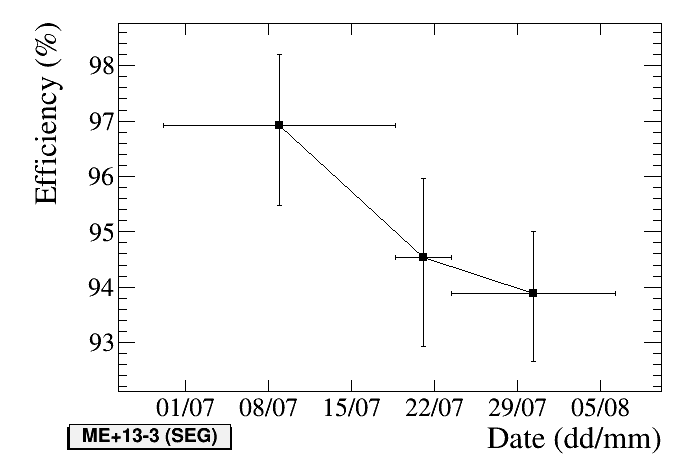 Efficiency (%)
98
97
96
95
94
93
01/07 08/07 15/07 22/07 29/07 05/08
ME+13-3 (SEG)
Date (dd/mm)